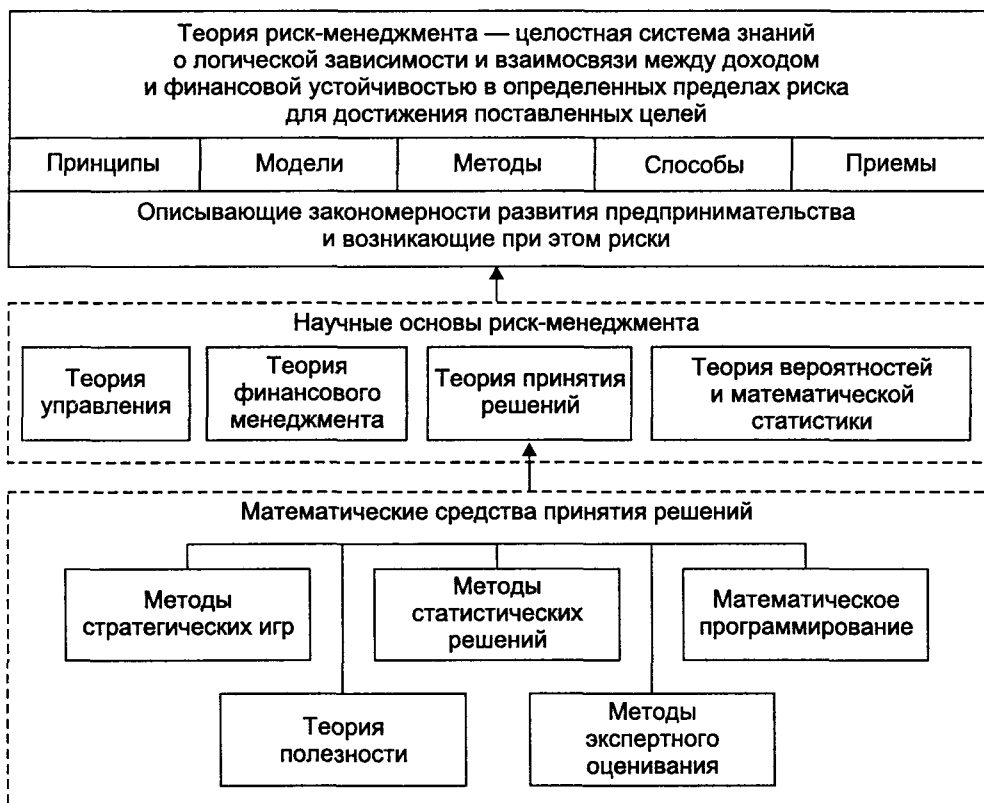 Теория риск-менеджмента — целостная система знаний
о логической зависимости и взаимосвязи между доходом
и финансовой устойчивостью в определенных пределах риска
для достижения поставленных целей
Принципы Модели Методы Способы Приемы
Описывающие закономерности развития предпринимательства
и возникающие при этом риски
Научные основы риск-менеджмента
Теория
управления
Теория
финансового
менеджмента
Теория принятия
решений
Теория вероятностей
и математической
статистики
Математические средства принятия решений
Методы
стратегических игр
Методы
статистических
решений
Математическое
программирование
Теория
полезности
Методы
экспертного
оценивания